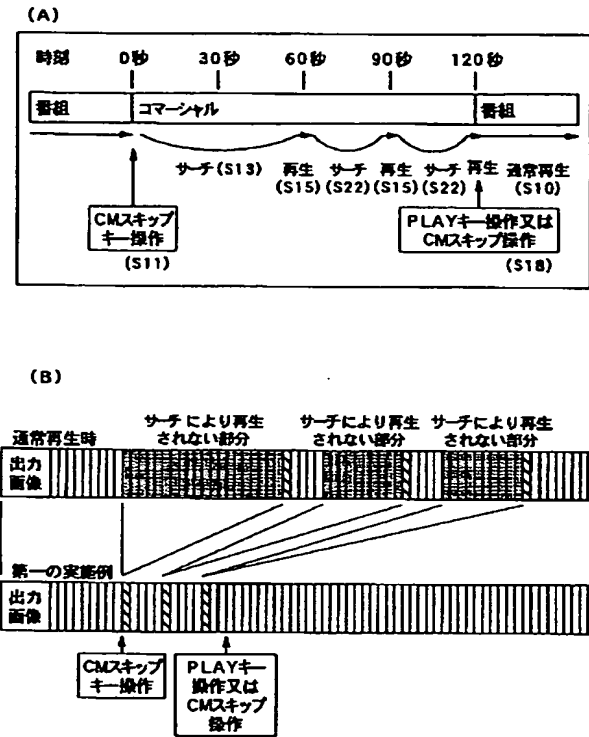 (A)
時刻 0秒 30秒 60秒 90秒 120秒
番組 コマーシャル 番組
サーチ(S13) 再生 サーチ 再生 サーチ 再生 通常再生
(S15) (S22) (S15) (S22) (S10)
CMスキップ
キー操作
(S11)
PLAYキー操作又は
CMスキップ操作
(S18)
(B)
通常再生時
サーチにより再生
されない部分
サーチにより再生
されない部分
サーチにより再生
されない部分
出力
画像
第一の実施例
出力
画像
CMスキップ
キー操作
PLAYキー
操作又は
CMスキップ
操作